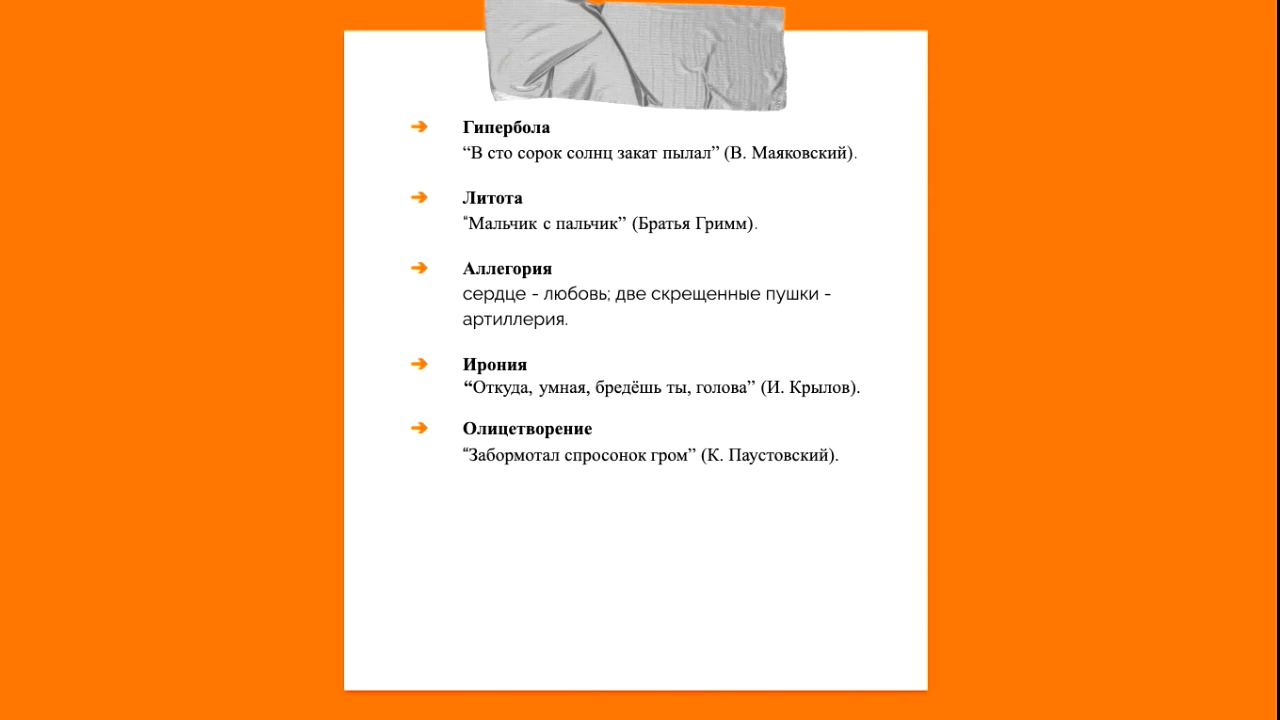 ➔ Гипербола
“В сто сорок солнц закат пылал” (В. Маяковский).
➔ Литота
“Мальчик с пальчик” (Братья Гримм).
➔ Аллегория
сердце - любовь; две скрещенные пушки -
артиллерия.
➔ Ирония
“Откуда, умная, бредёшь ты, голова” (И. Крылов).
➔ Олицетворение
“Забормотал спросонок гром” (К. Паустовский).